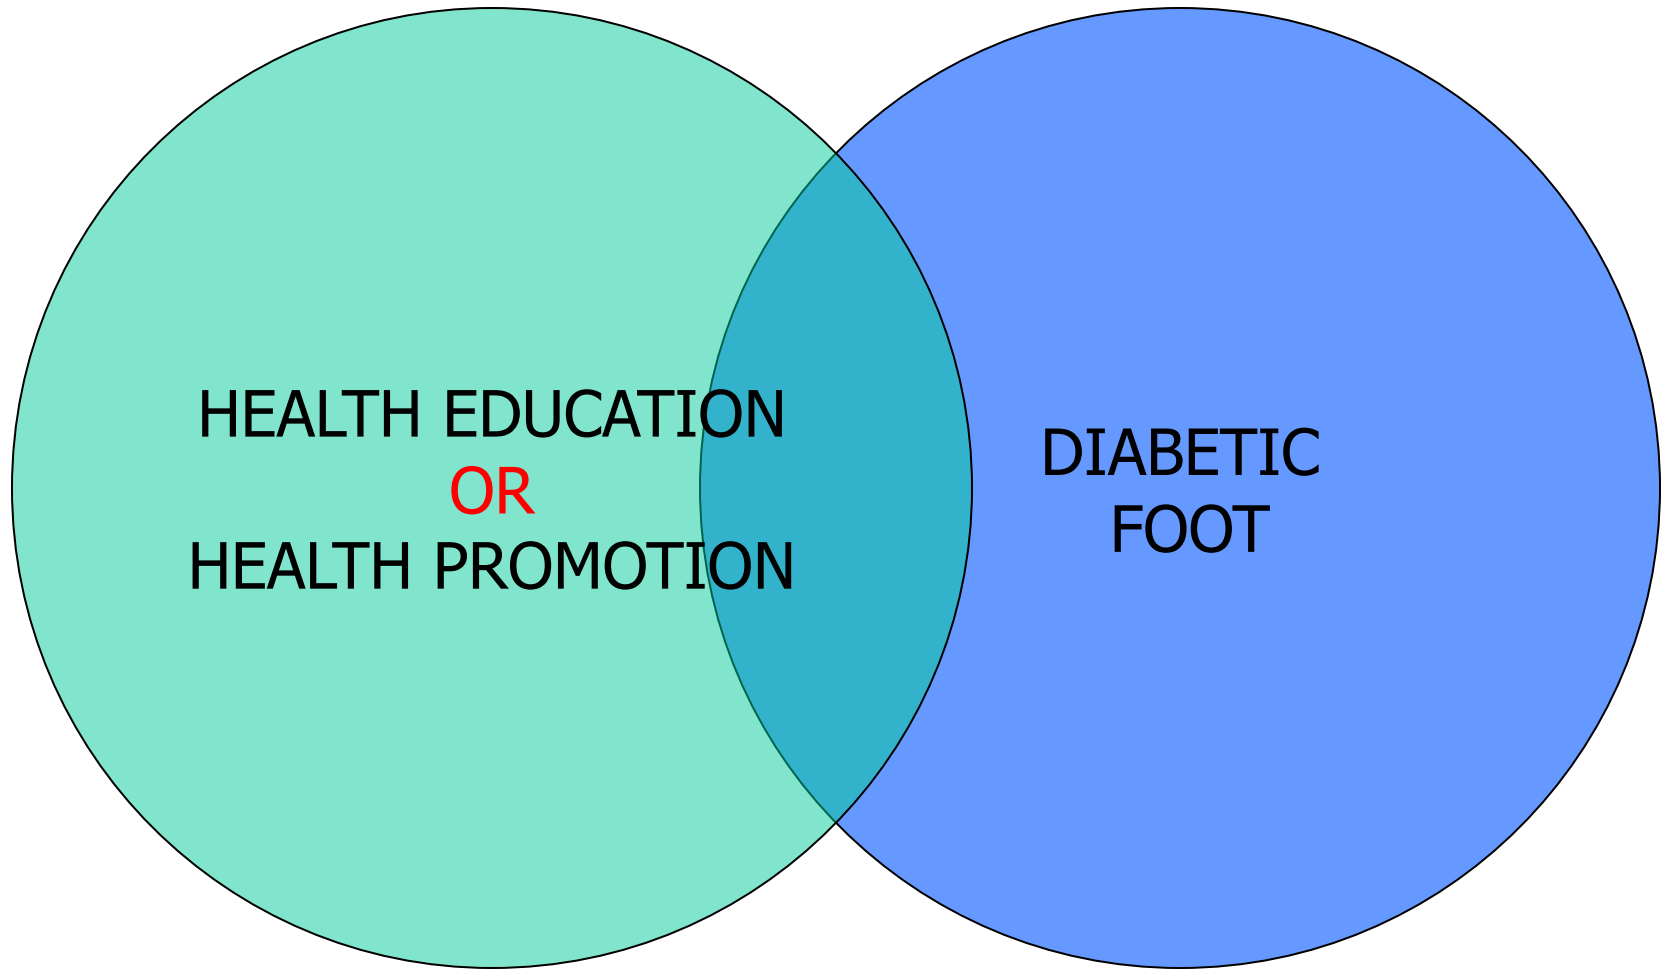 HEALTH EDUCATION
OR
HEALTH PROMOTION
DIABETIC
FOOT